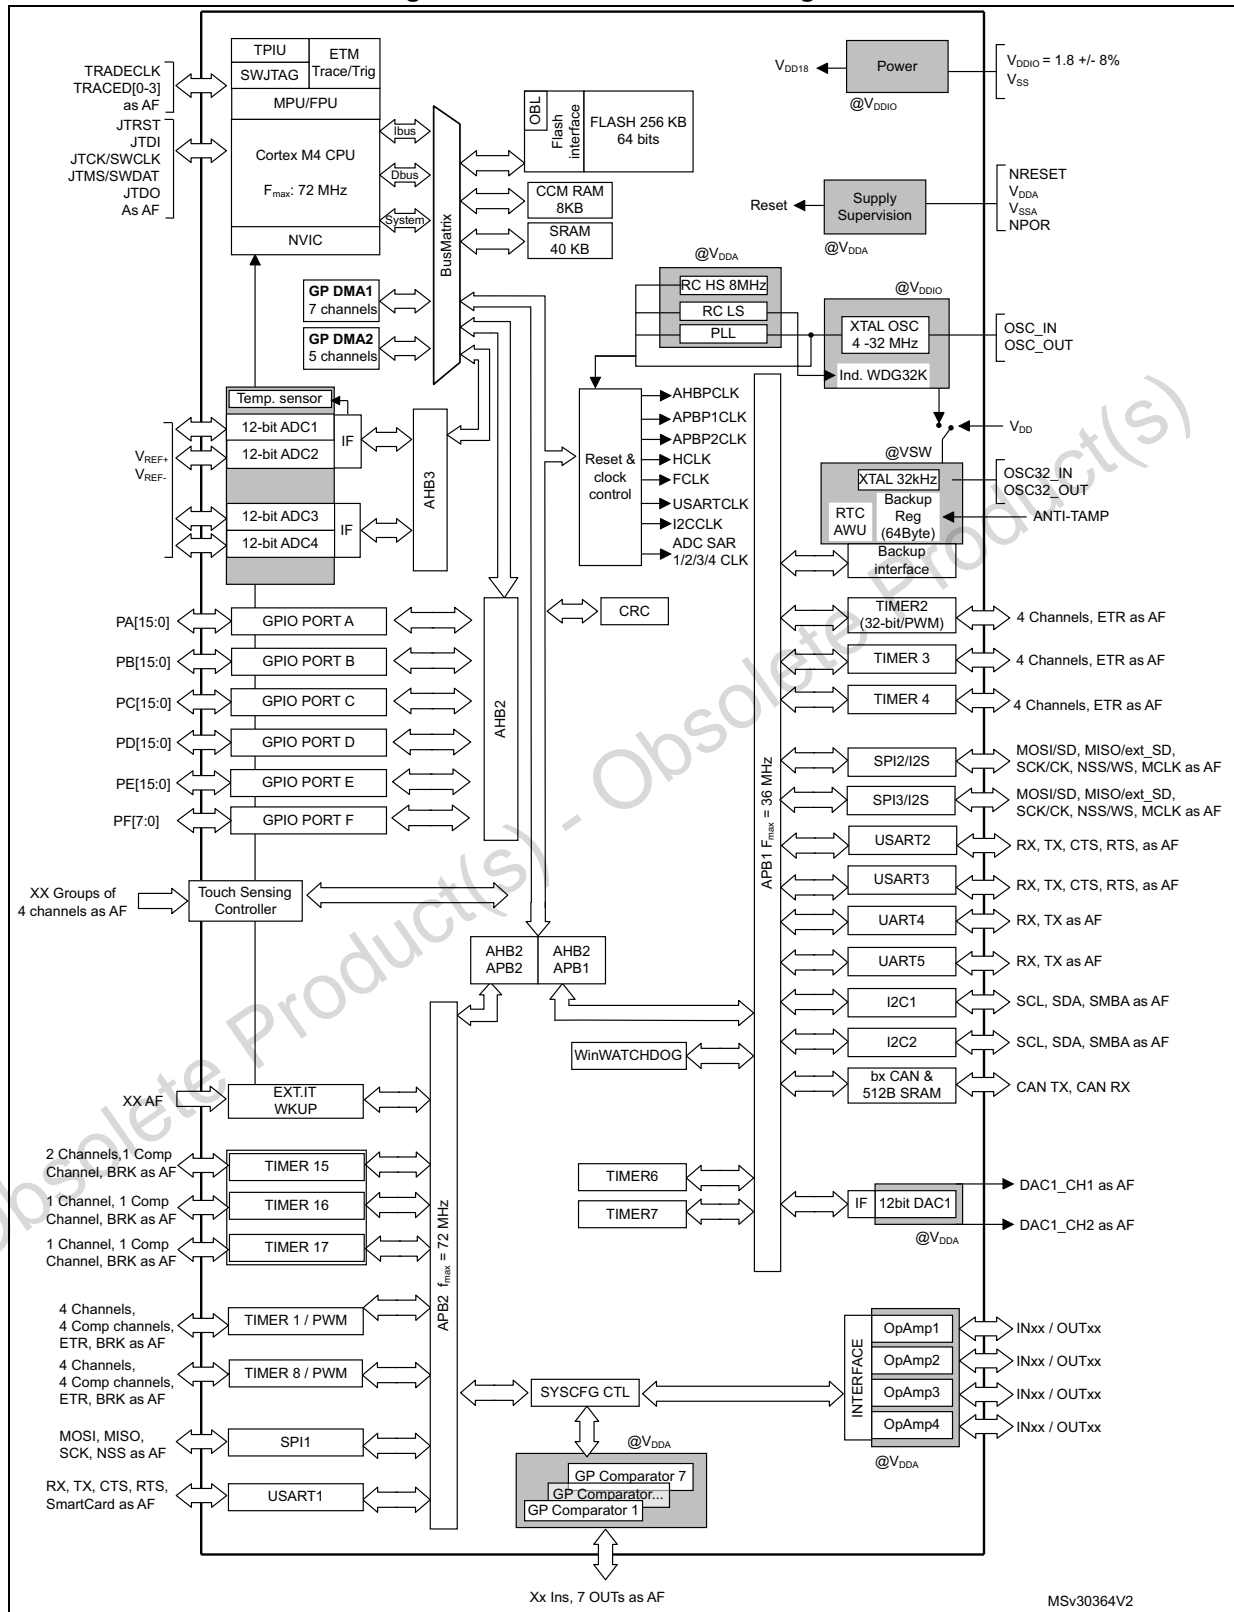 TPIU
ETM
Trace/Trig
SWJTAG
MPU/FPU
Cortex M4 CPU
Fmax: 72 MHz
NVIC
TRADECLK
TRACED[0-3]
as AF
JTRST
JTDI
JTCK/SWCLK
JTMS/SWDAT
JTDO
As AF
Ibus
Dbus
System
BusMatrix
OBL
Flash
interface
FLASH 256 KB
64 bits
CCM RAM
8KB
SRAM
40 KB
GP DMA1
7 channels
GP DMA2
5 channels
VDD18
Power
VDDIO = 1.8 +/- 8%
VSS
@VDDIO
Reset
Supply
Supervision
NRESET
VDDA
VSSA
NPOR
@VDDA
@VDDA
RC HS 8MHz
RC LS
PLL
@VDDIO
XTAL OSC
4 -32 MHz
Ind. WDG32K
OSC_IN
OSC_OUT
VDD
@VSW
XTAL 32kHz
RTC
AWU
Backup
Reg
(64Byte)
Backup
interface
OSC32_IN
OSC32_OUT
ANTI-TAMP
Reset &
clock
control
AHBPCLK
APBP1CLK
APBP2CLK
HCLK
FCLK
USARTCLK
I2CCLK
ADC SAR
1/2/3/4 CLK
Temp. sensor
12-bit ADC1
12-bit ADC2
IF
VREF+
VREF-
12-bit ADC3
12-bit ADC4
IF
AHB3
AHB2
CRC
PA[15:0]
GPIO PORT A
PB[15:0]
GPIO PORT B
PC[15:0]
GPIO PORT C
PD[15:0]
GPIO PORT D
PE[15:0]
GPIO PORT E
PF[7:0]
GPIO PORT F
XX Groups of
4 channels as AF
Touch Sensing
Controller
AHB2
APB2
AHB2
APB1
APB1 Fmax = 36 MHz
TIMER2
(32-bit/PWM)
4 Channels, ETR as AF
TIMER 3
4 Channels, ETR as AF
TIMER 4
4 Channels, ETR as AF
SPI2/I2S
MOSI/SD, MISO/ext_SD,
SCK/CK, NSS/WS, MCLK as AF
SPI3/I2S
MOSI/SD, MISO/ext_SD,
SCK/CK, NSS/WS, MCLK as AF
USART2
RX, TX, CTS, RTS, as AF
USART3
RX, TX, CTS, RTS, as AF
UART4
RX, TX as AF
UART5
RX, TX as AF
I2C1
SCL, SDA, SMBA as AF
I2C2
SCL, SDA, SMBA as AF
bx CAN &
512B SRAM
CAN TX, CAN RX
WinWATCHDOG
TIMER6
TIMER7
IF
12bit DAC1
DAC1_CH1 as AF
DAC1_CH2 as AF
@VDDA
XX AF
EXT.IT
WKUP
2 Channels,1 Comp
Channel, BRK as AF
TIMER 15
1 Channel, 1 Comp
Channel, BRK as AF
TIMER 16
1 Channel, 1 Comp
Channel, BRK as AF
TIMER 17
4 Channels,
4 Comp channels,
ETR, BRK as AF
TIMER 1 / PWM
4 Channels,
4 Comp channels,
ETR, BRK as AF
TIMER 8 / PWM
MOSI, MISO,
SCK, NSS as AF
SPI1
RX, TX, CTS, RTS,
SmartCard as AF
USART1
APB2 fmax = 72 MHz
SYSCFG CTL
@VDDA
GP Comparator 7
GP Comparator...
GP Comparator 1
Xx Ins, 7 OUTs as AF
INTERFACE
OpAmp1
INxx / OUTxx
OpAmp2
INxx / OUTxx
OpAmp3
INxx / OUTxx
OpAmp4
INxx / OUTxx
@VDDA
MSv30364V2
Obsolete Product(s) - Obsolete Product(s)